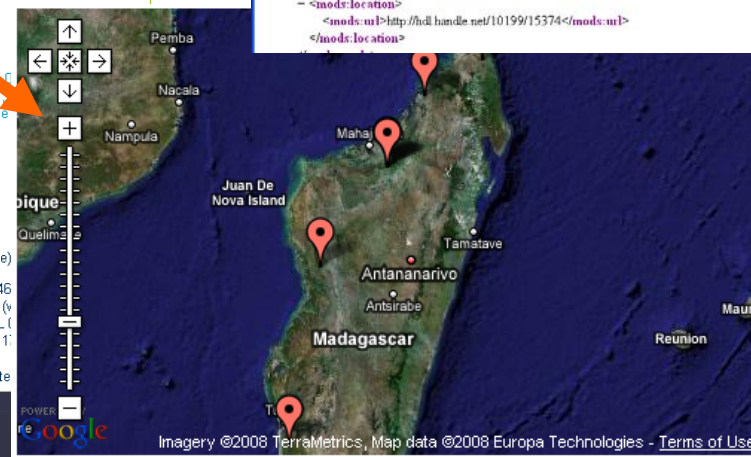 – <mods:location>
<mods:url>http://hdl.handle.net/10199/15374</mods:url>
</mods:location>
Pemba
Nacala
Nampula
Juan De
Nova Island
Tamatave
Antananarivo
Antsirabe
Madagascar
Reunion
POWER
Google
Imagery ©2008 TerraMetrics, Map data ©2008 Europa Technologies - Terms of Use